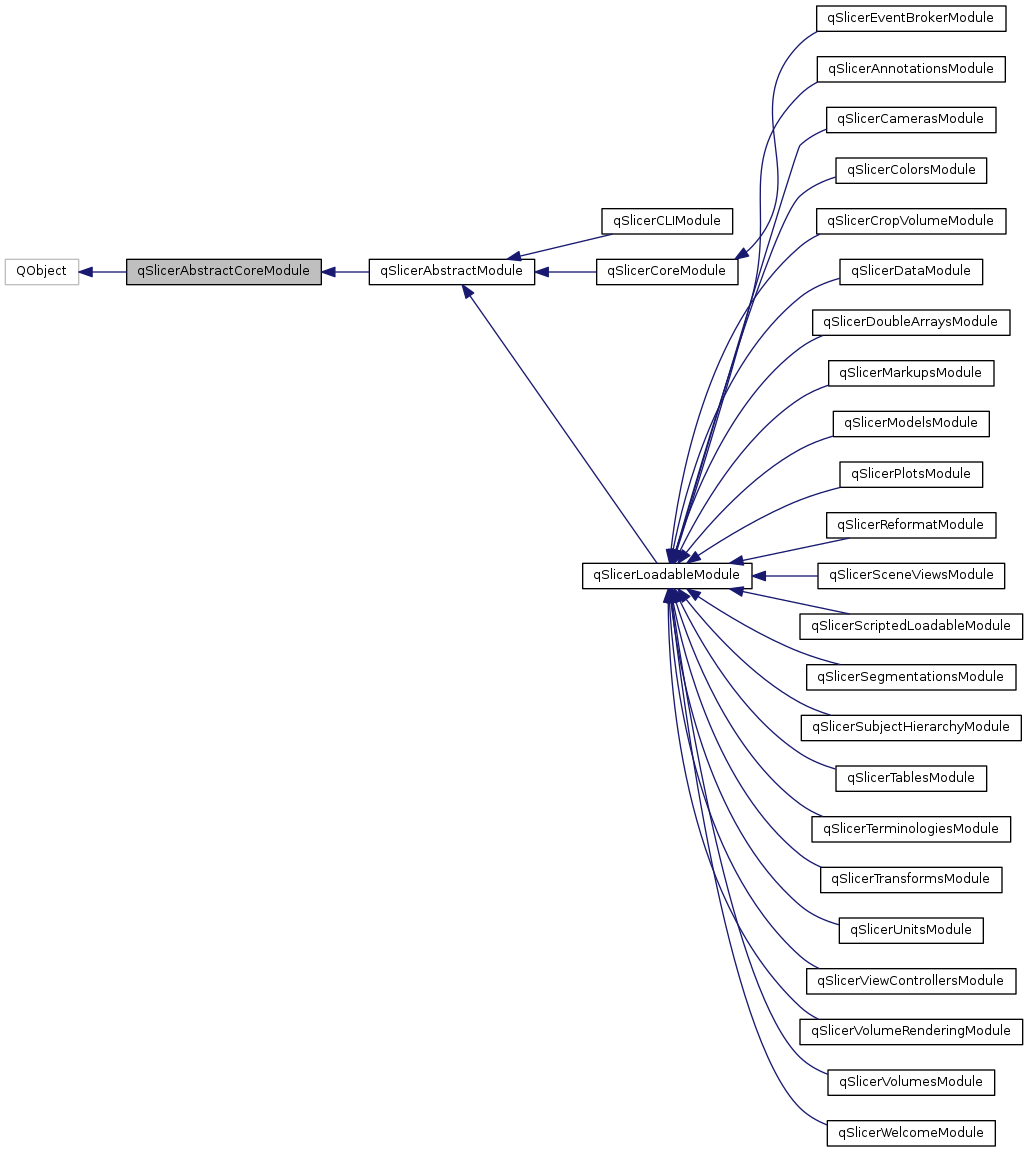 qSlicerEventBrokerModule
qSlicerAnnotationsModule
qSlicerCamerasModule
qSlicerColorsModule
qSlicerCLIModule
qSlicerCropVolumeModule
QObject
qSlicerAbstractCoreModule
qSlicerAbstractModule
qSlicerCoreModule
qSlicerDataModule
qSlicerDoubleArraysModule
qSlicerMarkupsModule
qSlicerModelsModule
qSlicerPlotsModule
qSlicerReformatModule
qSlicerLoadableModule
qSlicerSceneViewsModule
qSlicerScriptedLoadableModule
qSlicerSegmentationsModule
qSlicerSubjectHierarchyModule
qSlicerTablesModule
qSlicerTerminologiesModule
qSlicerTransformsModule
qSlicerUnitsModule
qSlicerViewControllersModule
qSlicerVolumeRenderingModule
qSlicerVolumesModule
qSlicerWelcomeModule